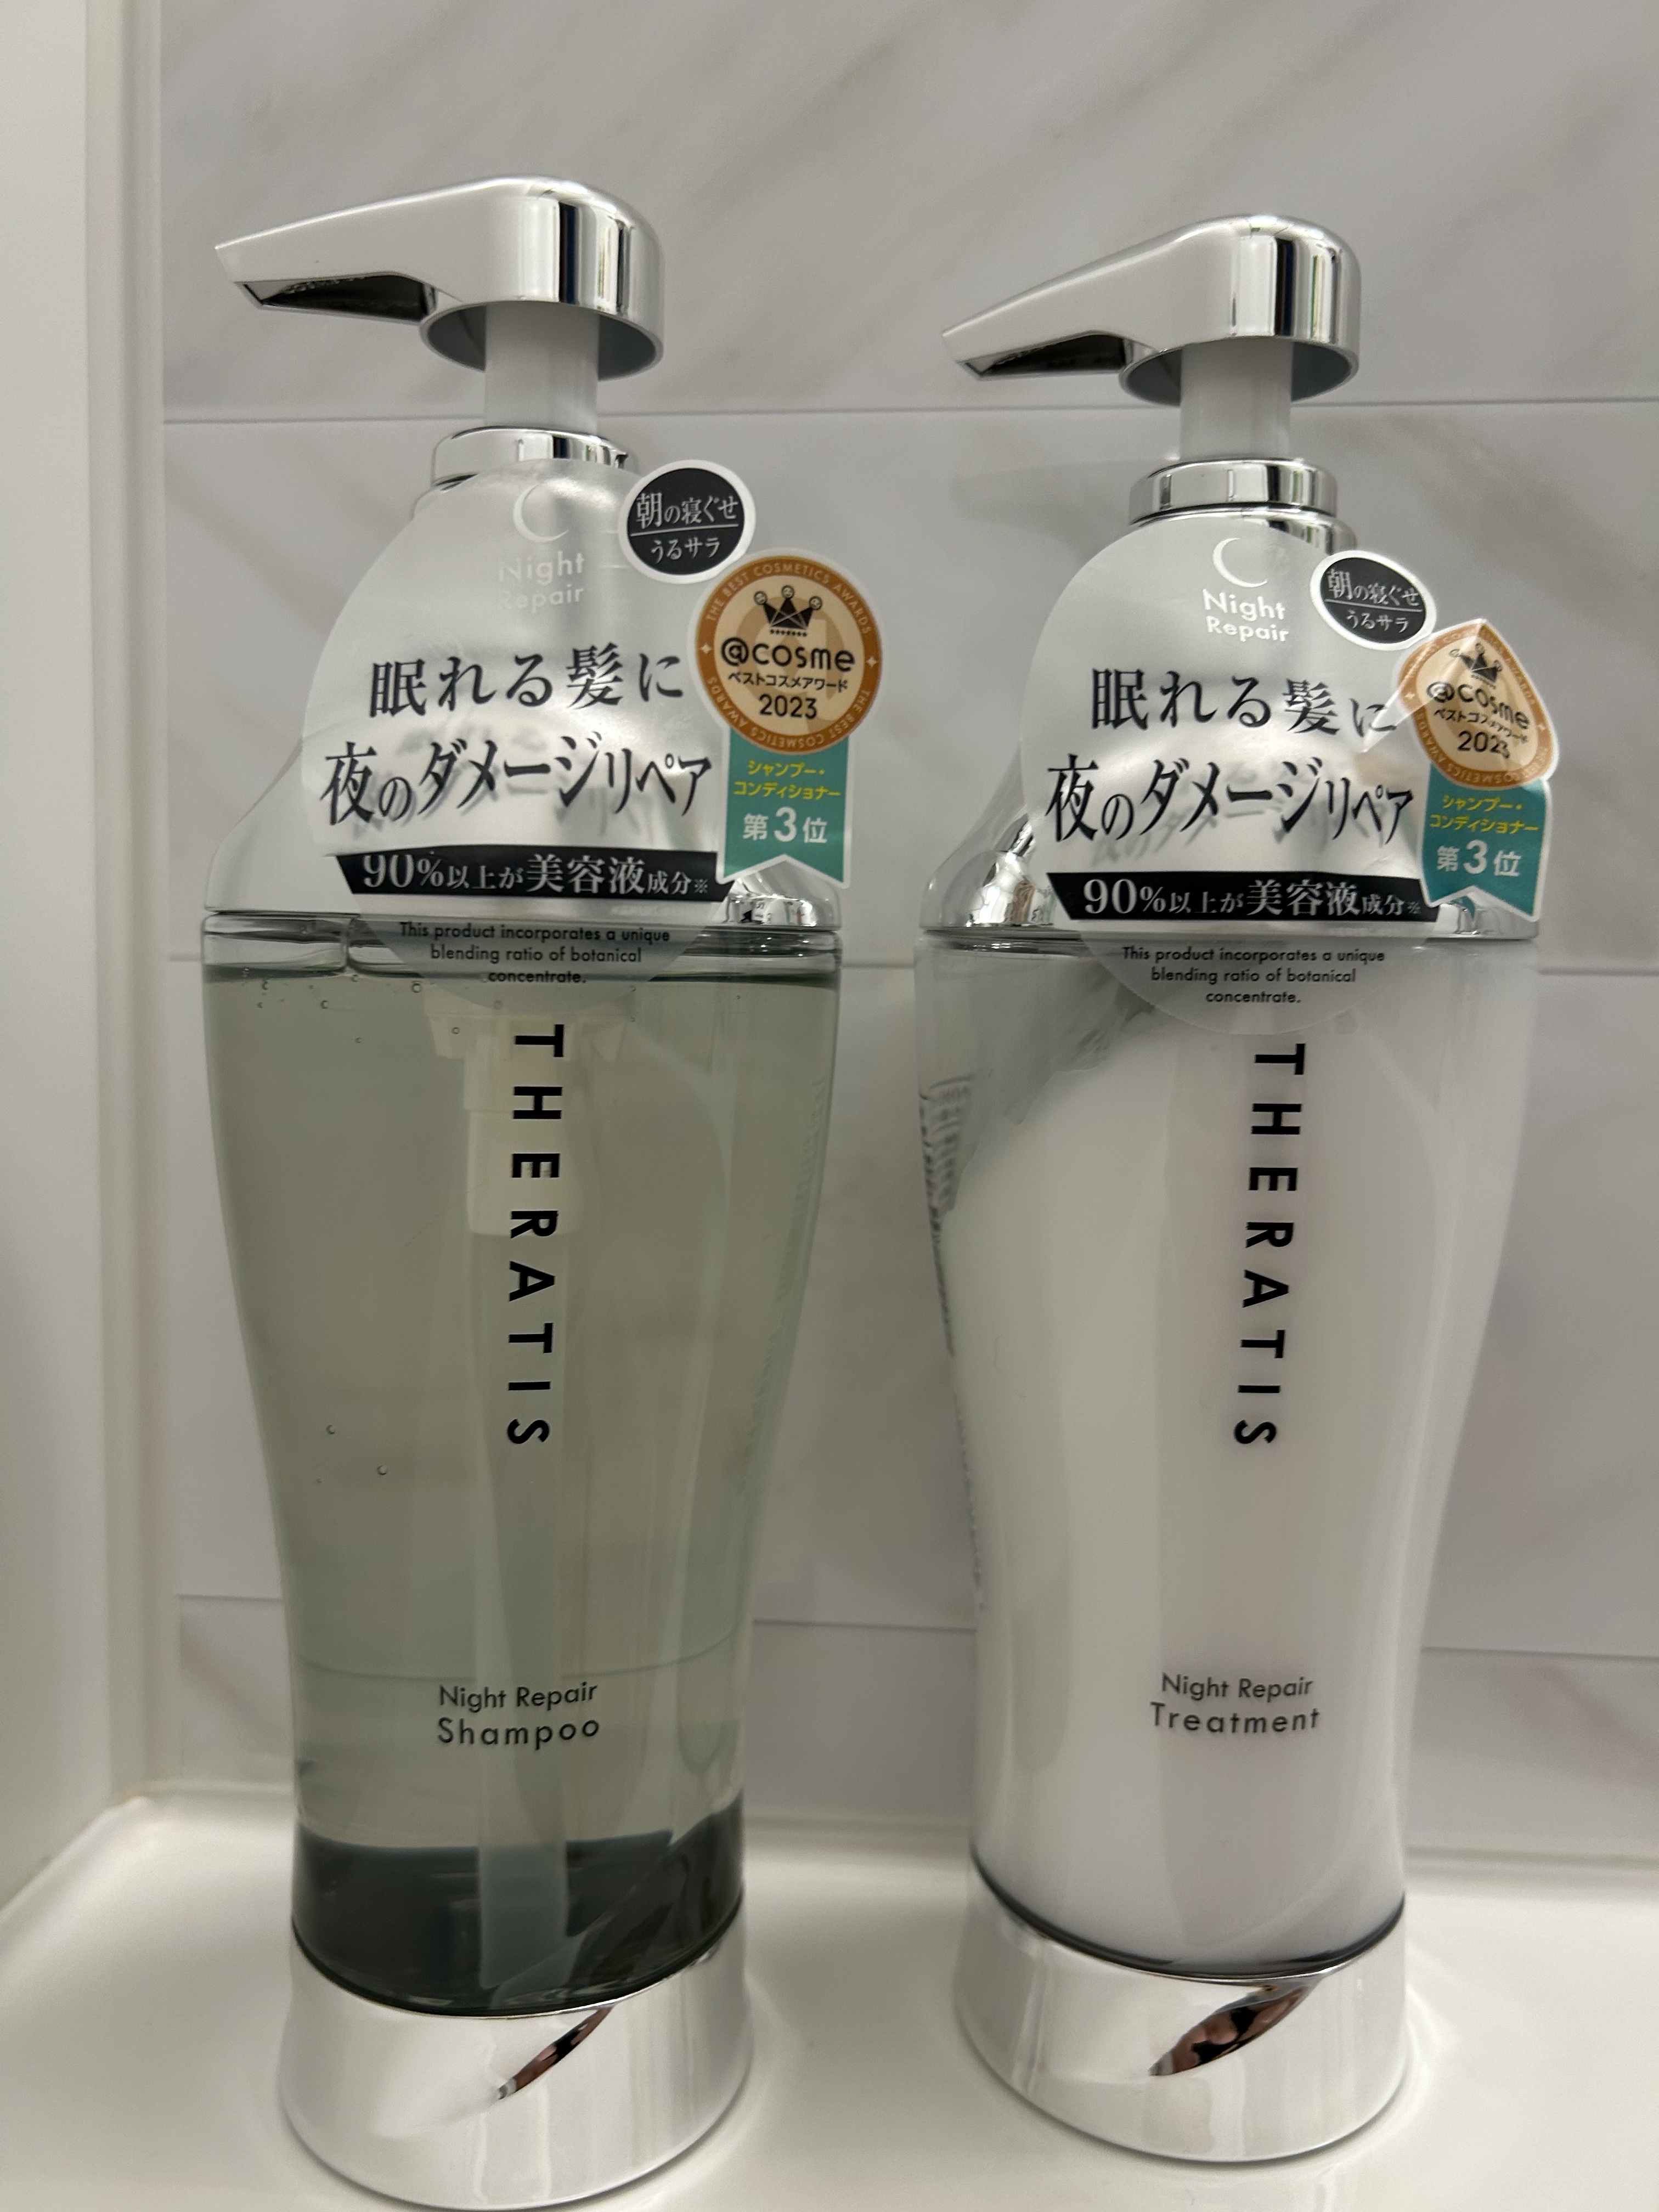 Night
Repair
朝の寝ぐせ
うるサラ
眠れる髪に
夜のダメージリペア
90%以上が美容液成分※
This product incorporates a unique
blending ratio of botanical
concentrate.
THE BEST COSMETICS AWARDS
@cosme
ベストコスメアワード
2023
THE BEST COSMETICS AWARDS
シャンプー・
コンディショナー
第3位
THERATIS
Night Repair
Shampoo
Night
Repair
朝の寝ぐせ
うるサラ
眠れる髪に
夜のダメージリペア
90%以上が美容液成分※
This product incorporates a unique
blending ratio of botanical
concentrate.
@cosme
ベストコスメアワード
2023
シャンプー・
コンディショナー
第3位
THERATIS
Night Repair
Treatment